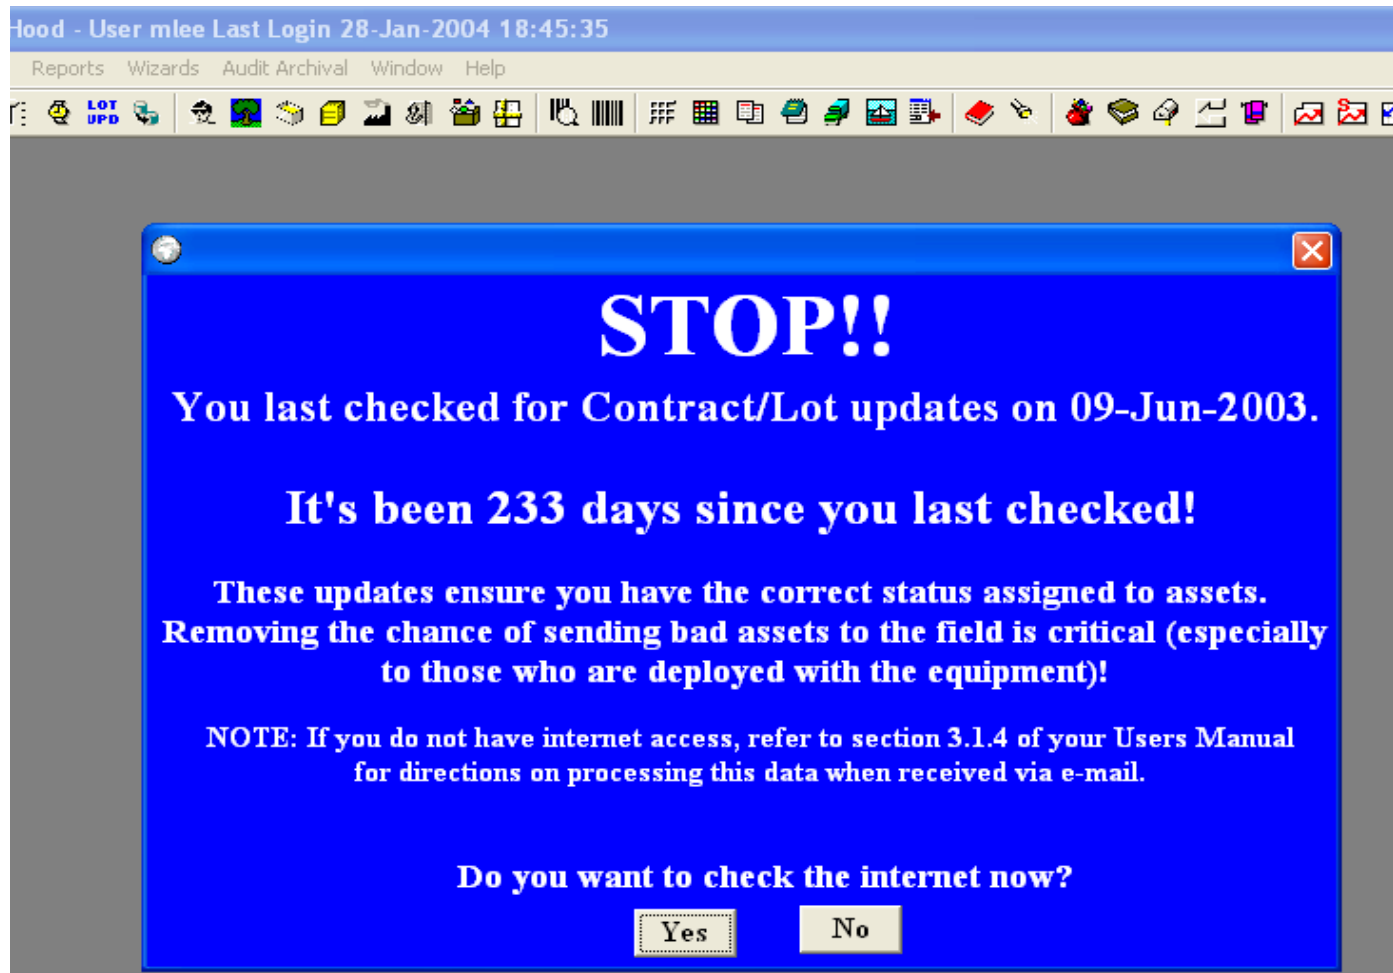 Hood - User mlee Last Login 28-Jan-2004 18:45:35
Reports Wizards Audit Archival Window Help
LOT
UPD
STOP!!
You last checked for Contract/Lot updates on 09-Jun-2003.
It's been 233 days since you last checked!
These updates ensure you have the correct status assigned to assets.
Removing the chance of sending bad assets to the field is critical (especially
to those who are deployed with the equipment)!
NOTE: If you do not have internet access, refer to section 3.1.4 of your Users Manual
for directions on processing this data when received via e-mail.
Do you want to check the internet now?
Yes No